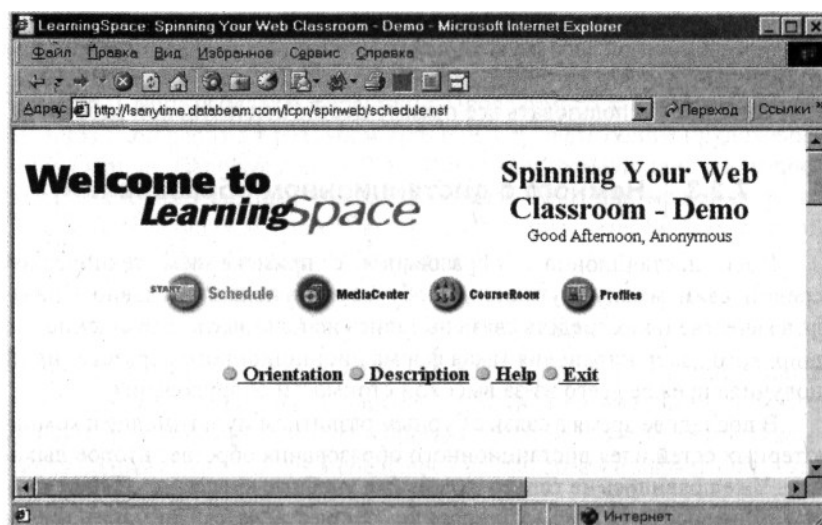 LearningSpace: Spinning Your Web Classroom - Demo - Microsoft Internet Explorer
Файл Правка Вид Избранное Сервис Справка
Адрес http://lsanytime.databeam.com/lcpn/spinweb/schedule.nsf Переход Ссылки »
Welcome to
LearningSpace
Spinning Your Web
Classroom - Demo
Good Afternoon, Anonymous
START Schedule MediaCenter CourseRoom Profiles
Orientation Description Help Exit
Интернет